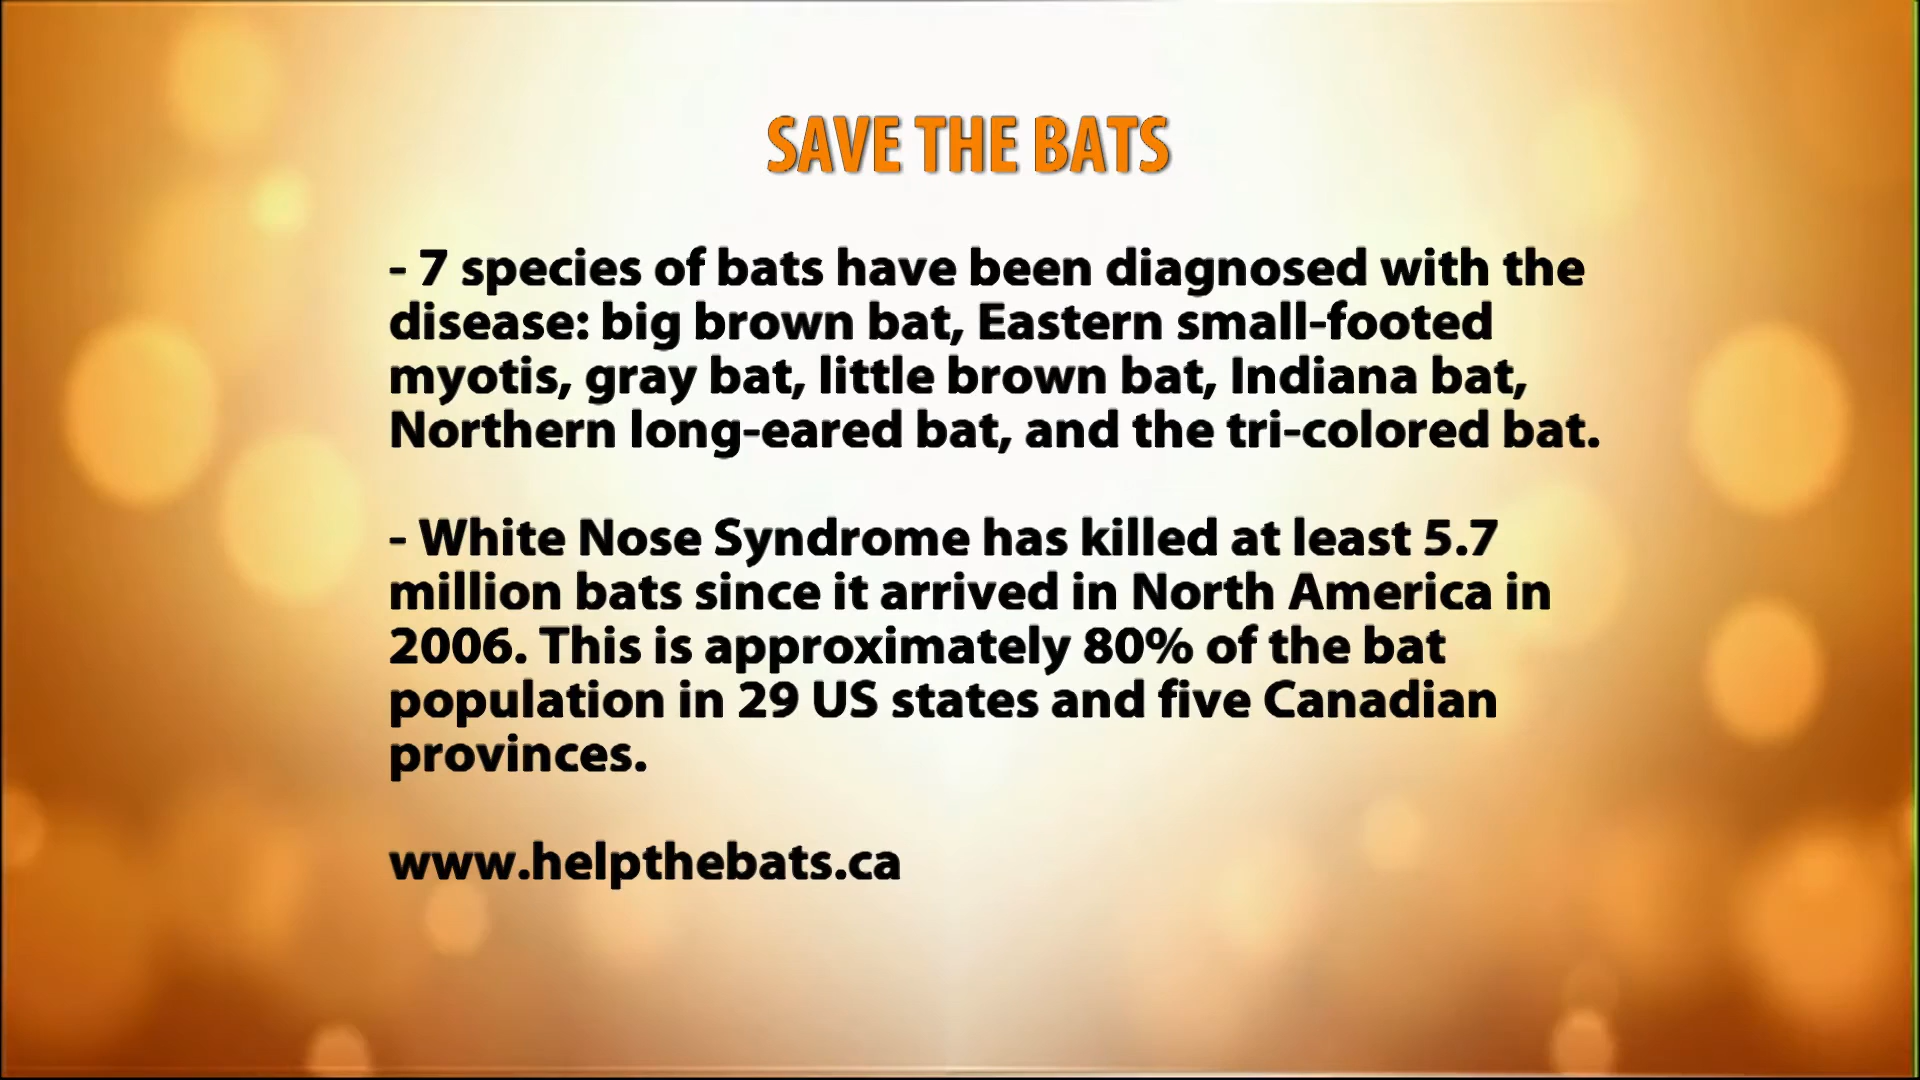 SAVE THE BATS
- 7 species of bats have been diagnosed with the
disease: big brown bat, Eastern small-footed
myotis, gray bat, little brown bat, Indiana bat,
Northern long-eared bat, and the tri-colored bat.
- White Nose Syndrome has killed at least 5.7
million bats since it arrived in North America in
2006. This is approximately 80% of the bat
population in 29 US states and five Canadian
provinces.
www.helpthebats.ca